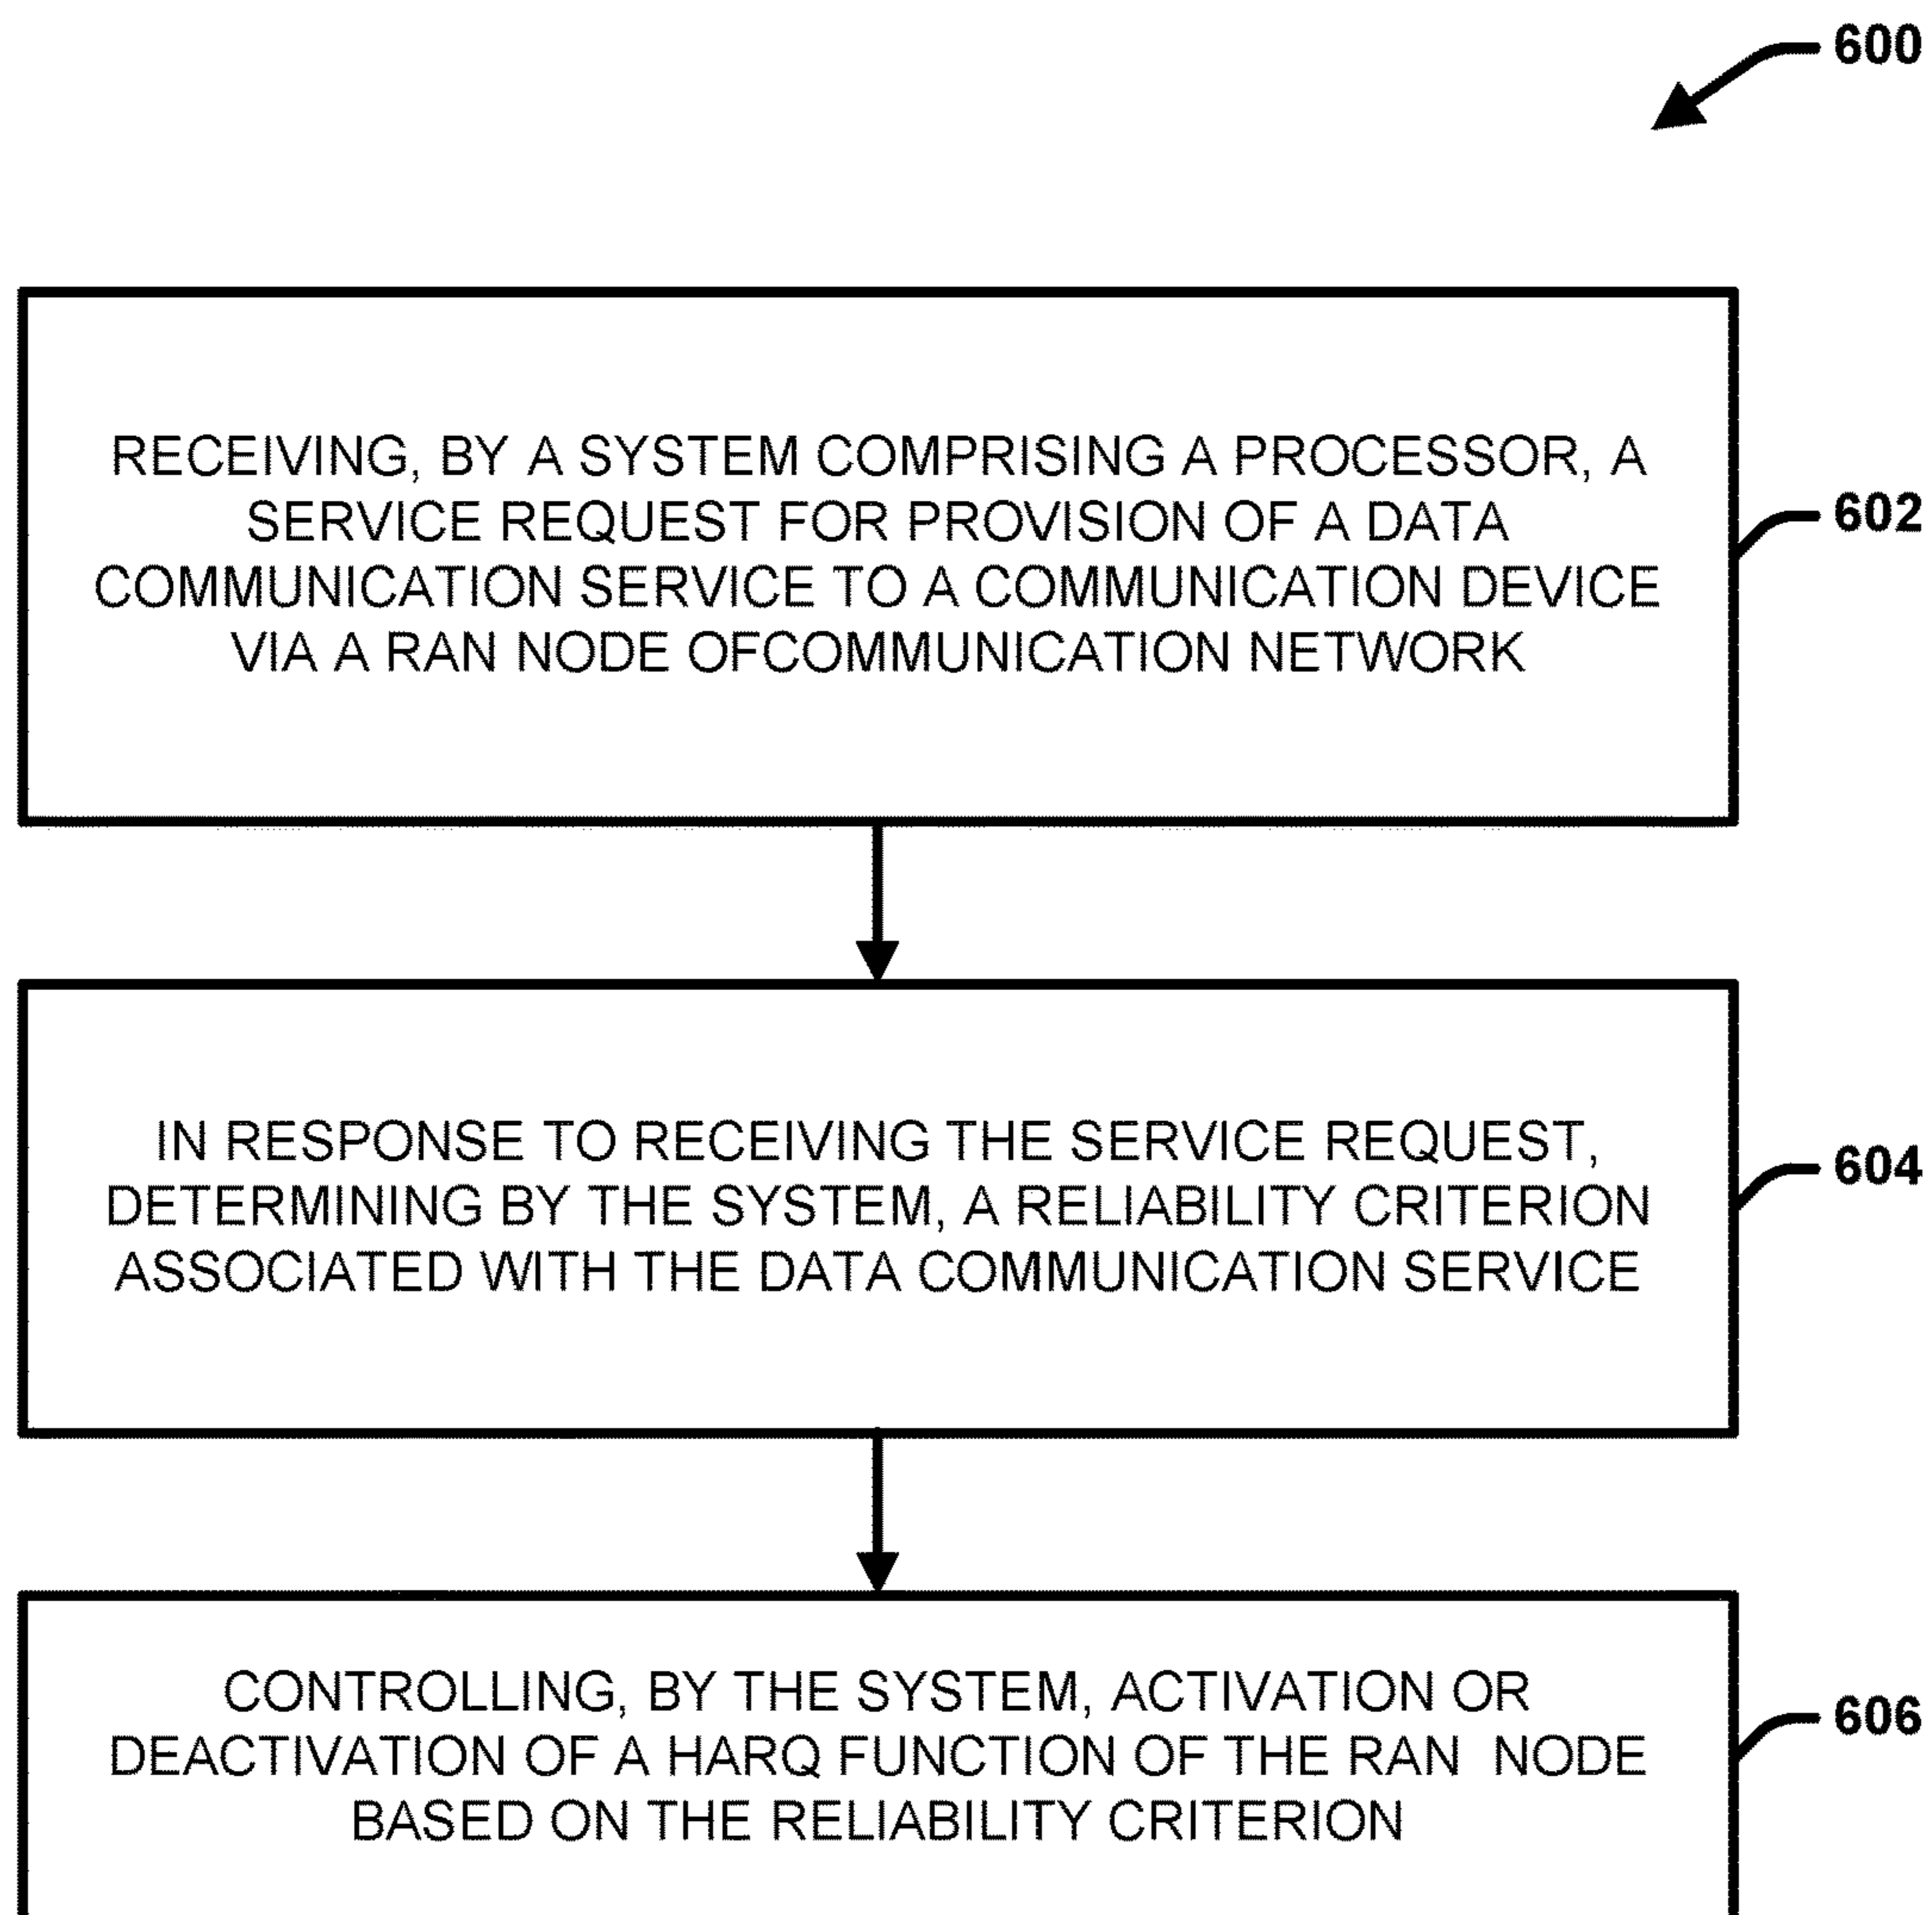 600
RECEIVING, BY A SYSTEM COMPRISING A PROCESSOR, A
SERVICE REQUEST FOR PROVISION OF A DATA
COMMUNICATION SERVICE TO A COMMUNICATION DEVICE
VIA A RAN NODE OFCOMMUNICATION NETWORK
602
IN RESPONSE TO RECEIVING THE SERVICE REQUEST,
DETERMINING BY THE SYSTEM, A RELIABILITY CRITERION
ASSOCIATED WITH THE DATA COMMUNICATION SERVICE
604
CONTROLLING, BY THE SYSTEM, ACTIVATION OR
DEACTIVATION OF A HARQ FUNCTION OF THE RAN NODE
BASED ON THE RELIABILITY CRITERION
606